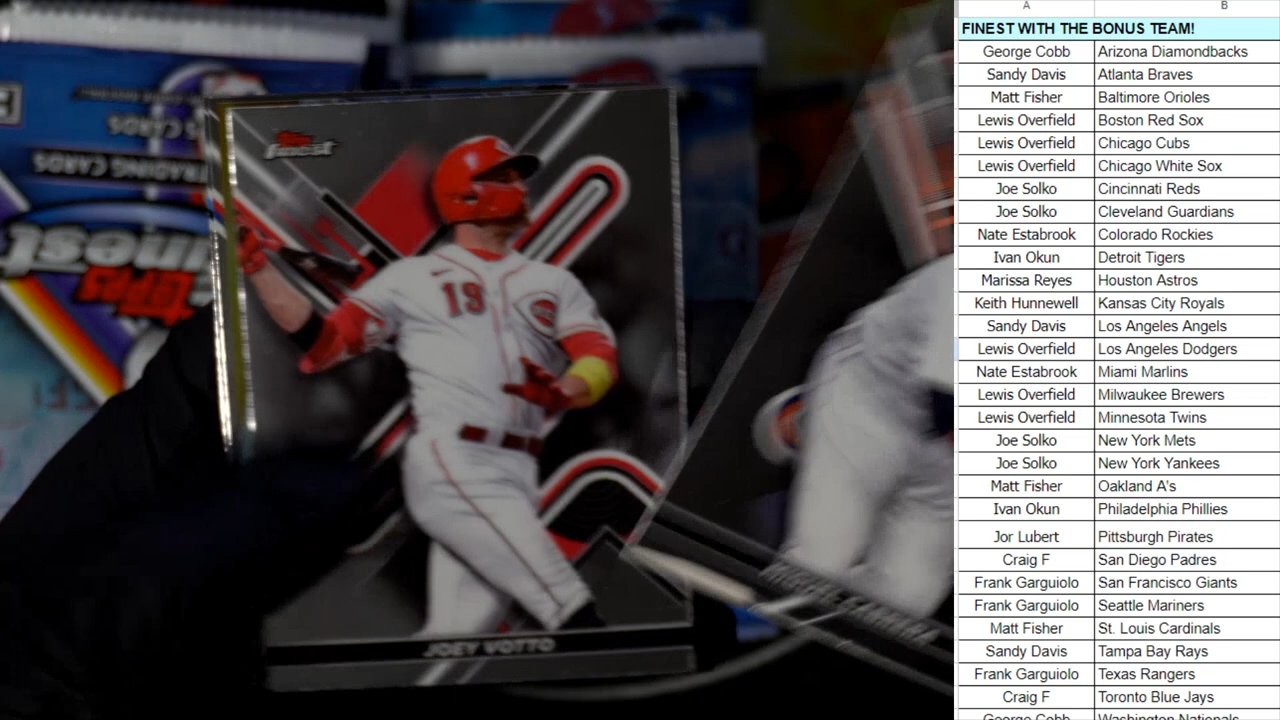 A B
FINEST WITH THE BONUS TEAM!
George Cobb Arizona Diamondbacks
Sandy Davis Atlanta Braves
Matt Fisher Baltimore Orioles
Lewis Overfield Boston Red Sox
Lewis Overfield Chicago Cubs
Lewis Overfield Chicago White Sox
Joe Solko Cincinnati Reds
Joe Solko Cleveland Guardians
Nate Estabrook Colorado Rockies
Ivan Okun Detroit Tigers
Marissa Reyes Houston Astros
Keith Hunnewell Kansas City Royals
Sandy Davis Los Angeles Angels
Lewis Overfield Los Angeles Dodgers
Nate Estabrook Miami Marlins
Lewis Overfield Milwaukee Brewers
Lewis Overfield Minnesota Twins
Joe Solko New York Mets
Joe Solko New York Yankees
Matt Fisher Oakland A's
Ivan Okun Philadelphia Phillies
Jor Lubert Pittsburgh Pirates
Craig F San Diego Padres
Frank Garguiolo San Francisco Giants
Frank Garguiolo Seattle Mariners
Matt Fisher St. Louis Cardinals
Sandy Davis Tampa Bay Rays
Frank Garguiolo Texas Rangers
Craig F Toronto Blue Jays
George Cobb Washington Nationals
TRADING CARDS
Topps
finest
finest
19
JOEY VOTTO